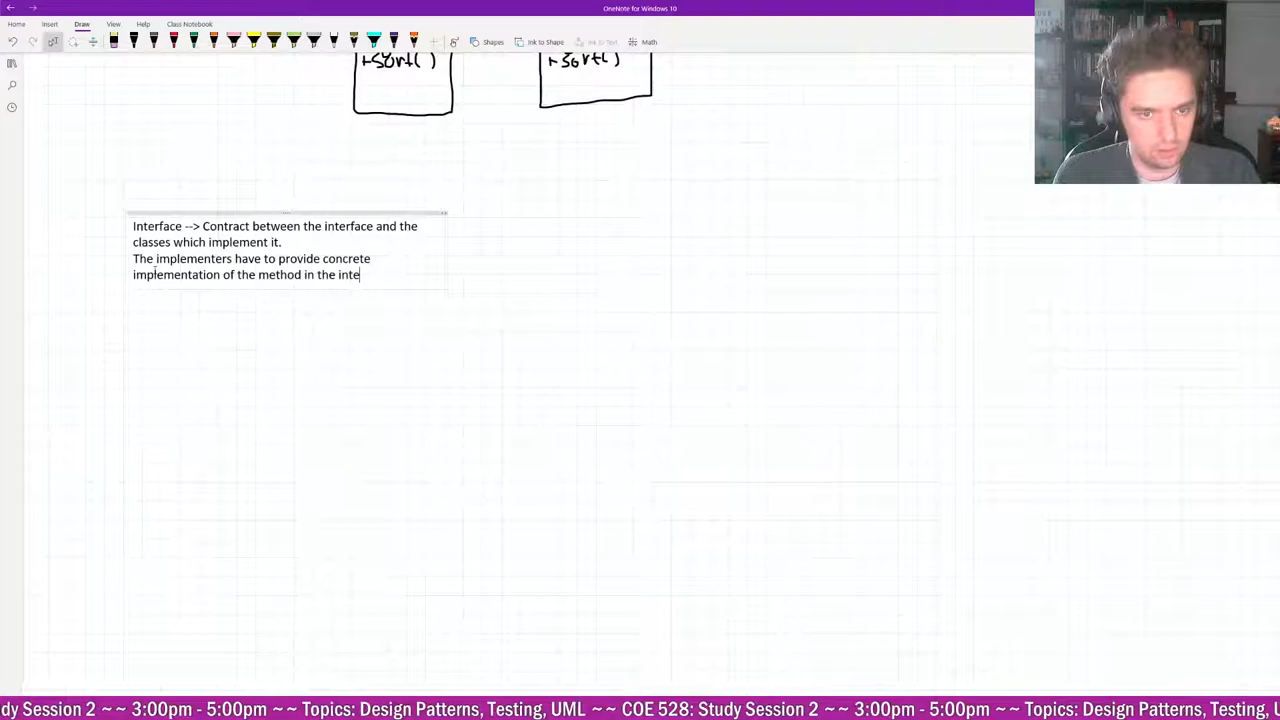 OneNote for Windows 10
Home Insert Draw View Help Class Notebook
Shapes Ink to Shape Ink to Text Math
+sort( ) +sort( )
Interface --> Contract between the interface and the
classes which implement it.
The implementers have to provide concrete
implementation of the method in the inte
dy Session 2 ~~ 3:00pm - 5:00pm ~~ Topics: Design Patterns, Testing, UML ~~ COE 528: Study Session 2 ~~ 3:00pm - 5:00pm ~~ Topics: Design Patterns, Testing, U